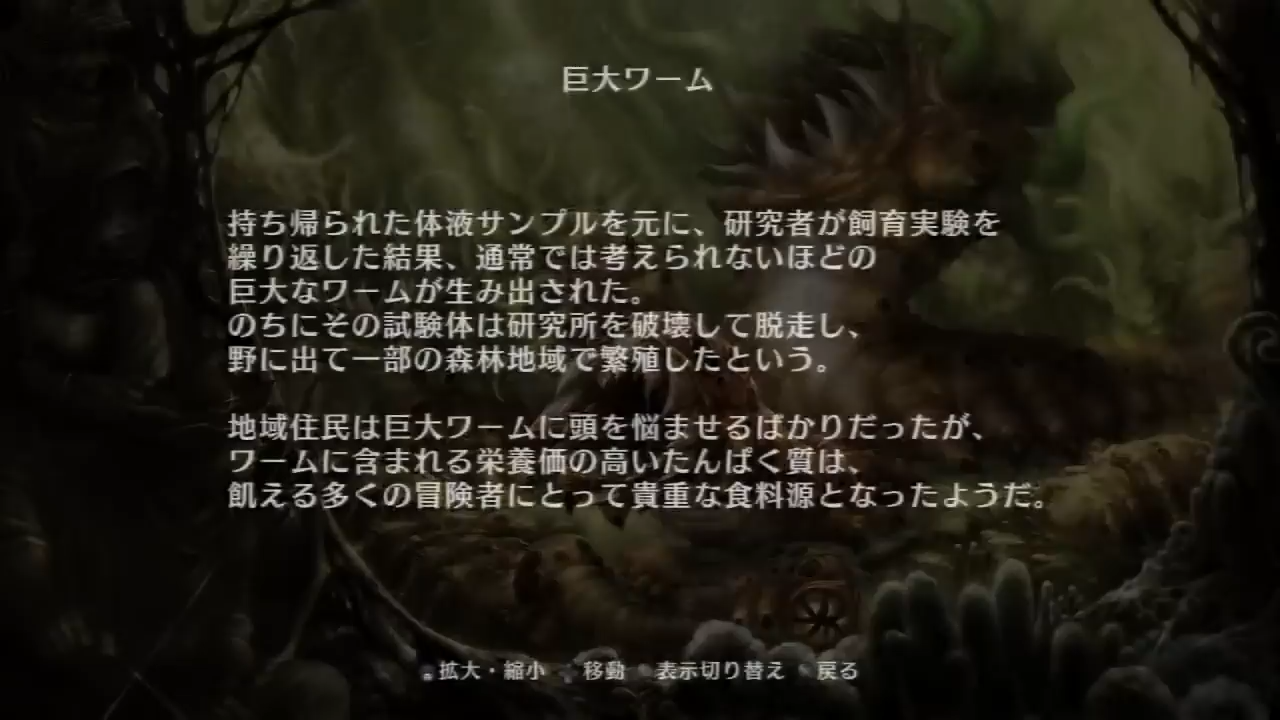 巨大ワーム
持ち帰られた体液サンプルを元に、研究者が飼育実験を
繰り返した結果、通常では考えられないほどの
巨大なワームが生み出された。
のちにその試験体は研究所を破壊して脱走し、
野に出て一部の森林地域で繁殖したという。
地域住民は巨大ワームに頭を悩ませるばかりだったが、
ワームに含まれる栄養価の高いたんぱく質は、
飢える多くの冒険者にとって貴重な食料源となったようだ。
拡大・縮小 移動 表示切り替え 戻る